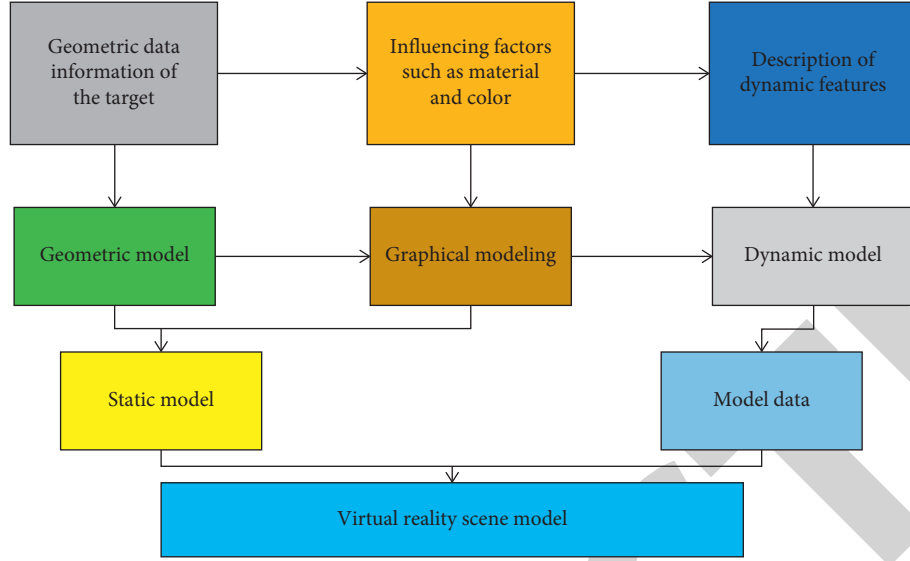 Geometric data
information of
the target
Influencing factors
such as material
and color
Description of
dynamic features
Geometric model
Graphical modeling
Dynamic model
Static model
Model data
Virtual reality scene model